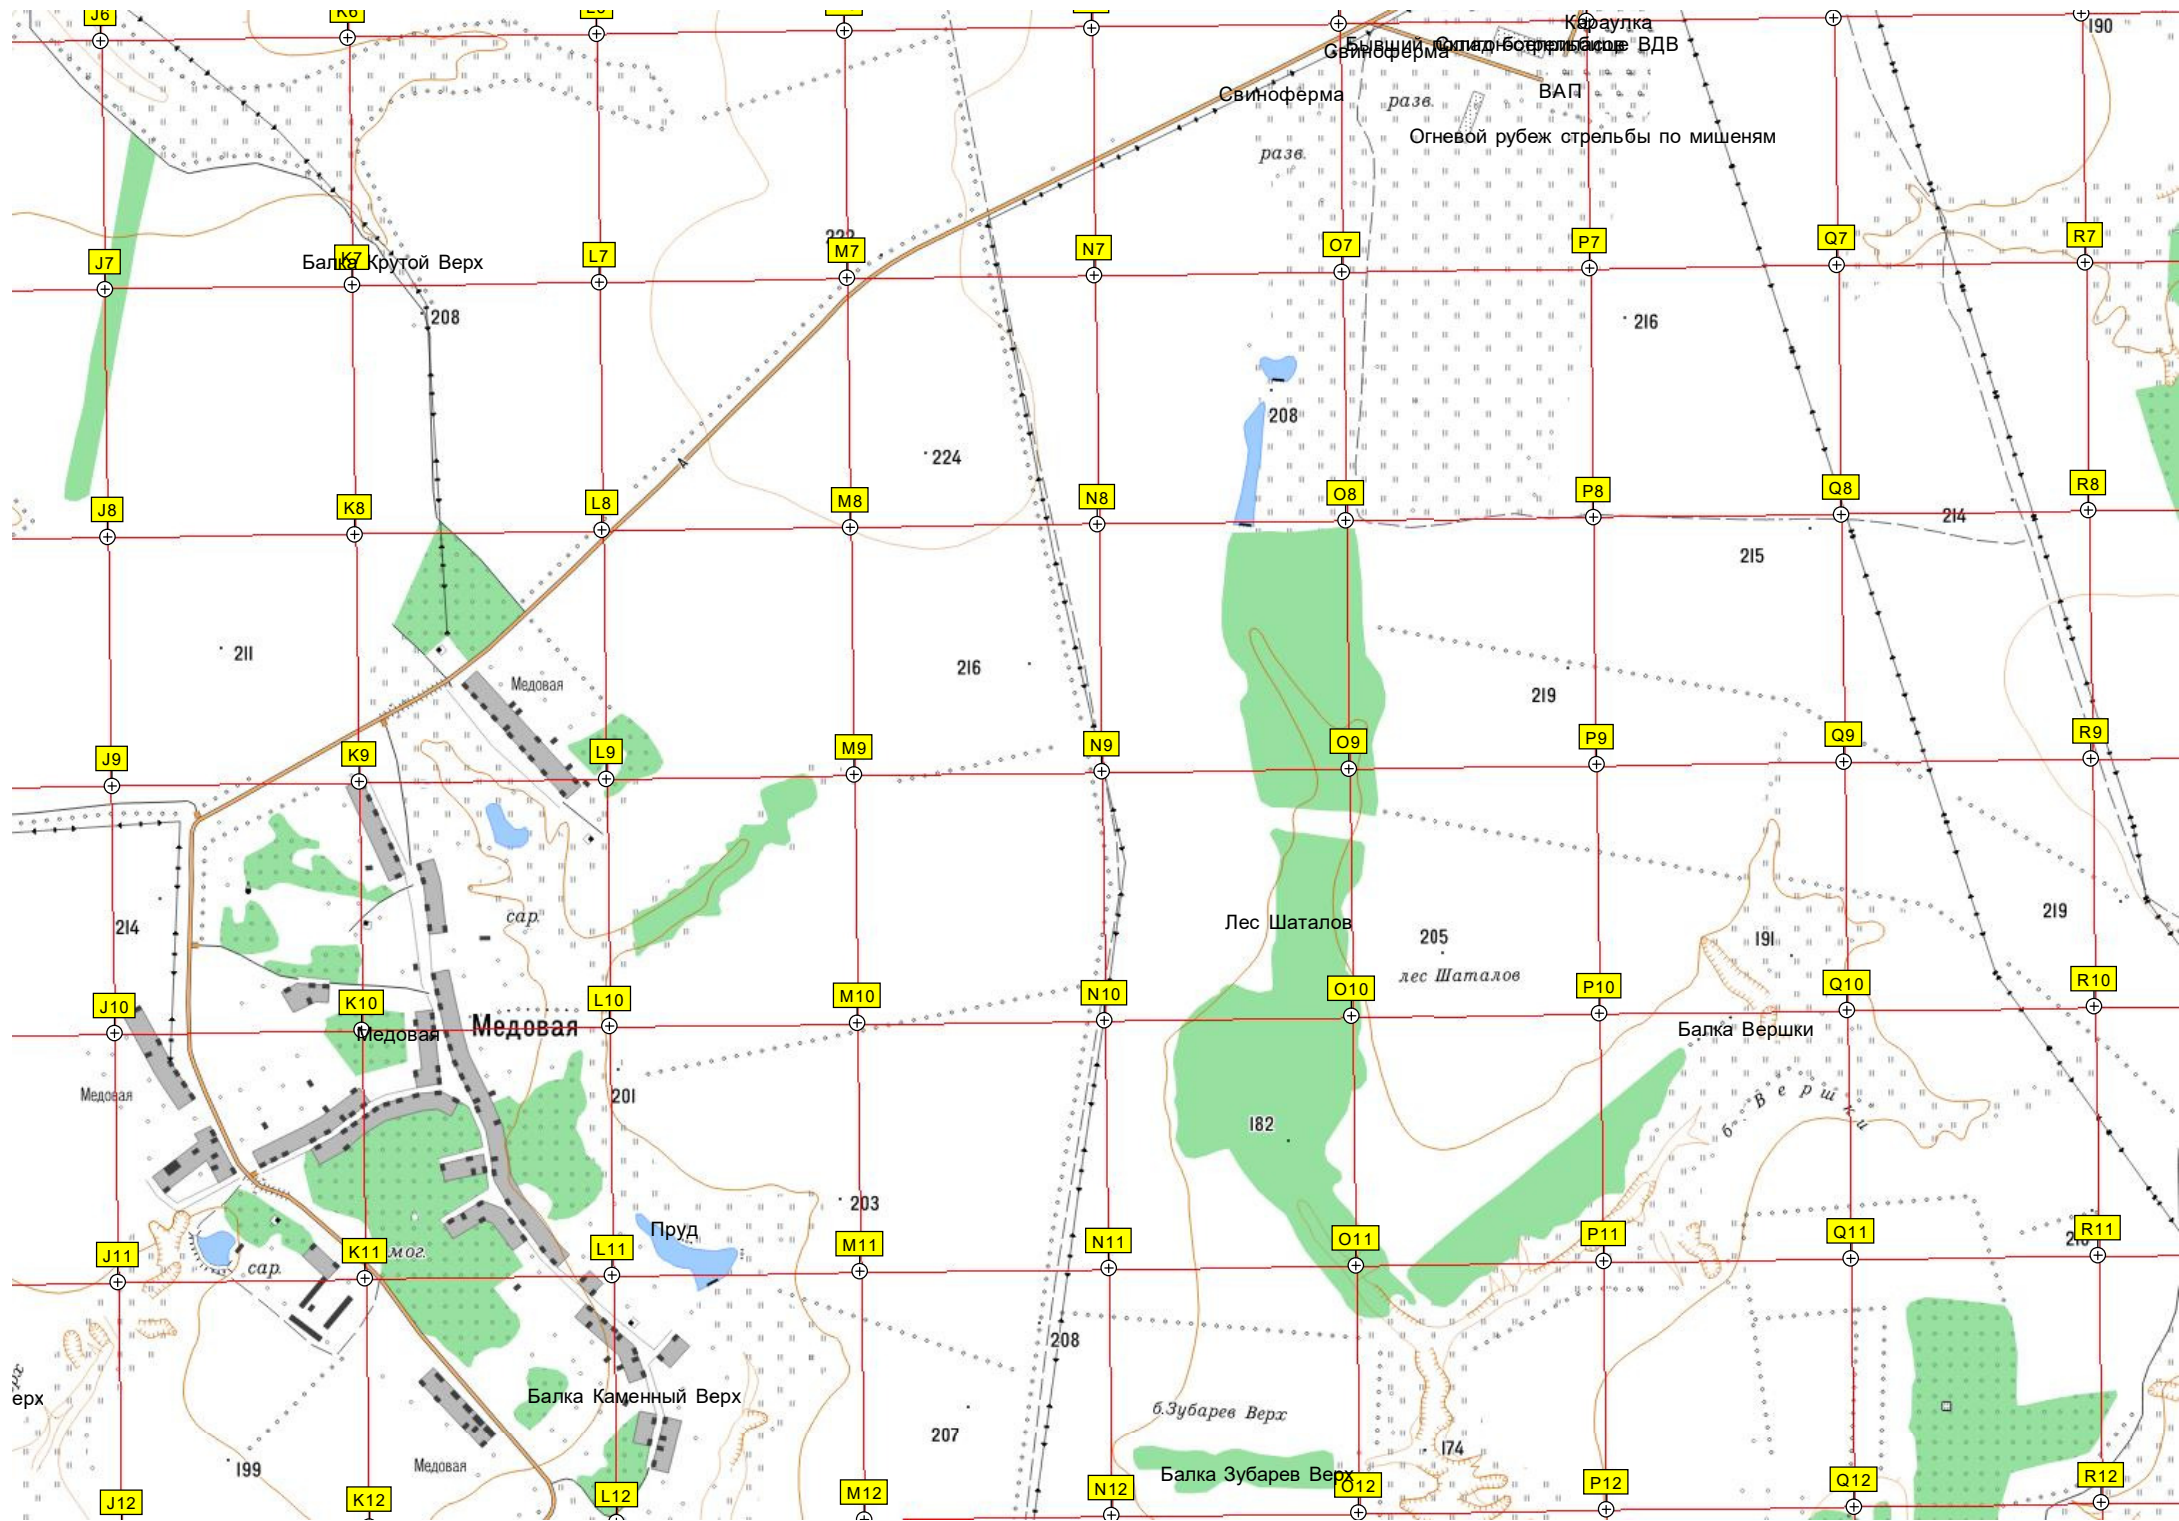 J6
K6
190
Караулка
Свиноферма
ВАП
Свиноферма
разв.
Огневой рубеж стрельбы по мишеням
разв.
J7
Балка Крутой Верх
K7
L7
M7
N7
O7
P7
Q7
R7
208
216
208
224
J8
K8
L8
M8
N8
O8
P8
Q8
R8
214
215
211
216
219
Медовая
J9
K9
L9
M9
N9
O9
P9
Q9
R9
214
сар.
Лес Шаталов
205
191
219
лес Шаталов
J10
K10
L10
M10
N10
O10
P10
Q10
R10
Медовая
Медовая
Балка Вершки
Медовая
201
182
б. Вершки
203
Пруд
J11
K11
мог.
L11
M11
N11
O11
P11
Q11
R11
сар.
208
ерх
Балка Каменный Верх
б.Зубарев Верх
207
174
Медовая
199
Балка Зубарев Верх
J12
K12
L12
M12
N12
O12
P12
Q12
R12